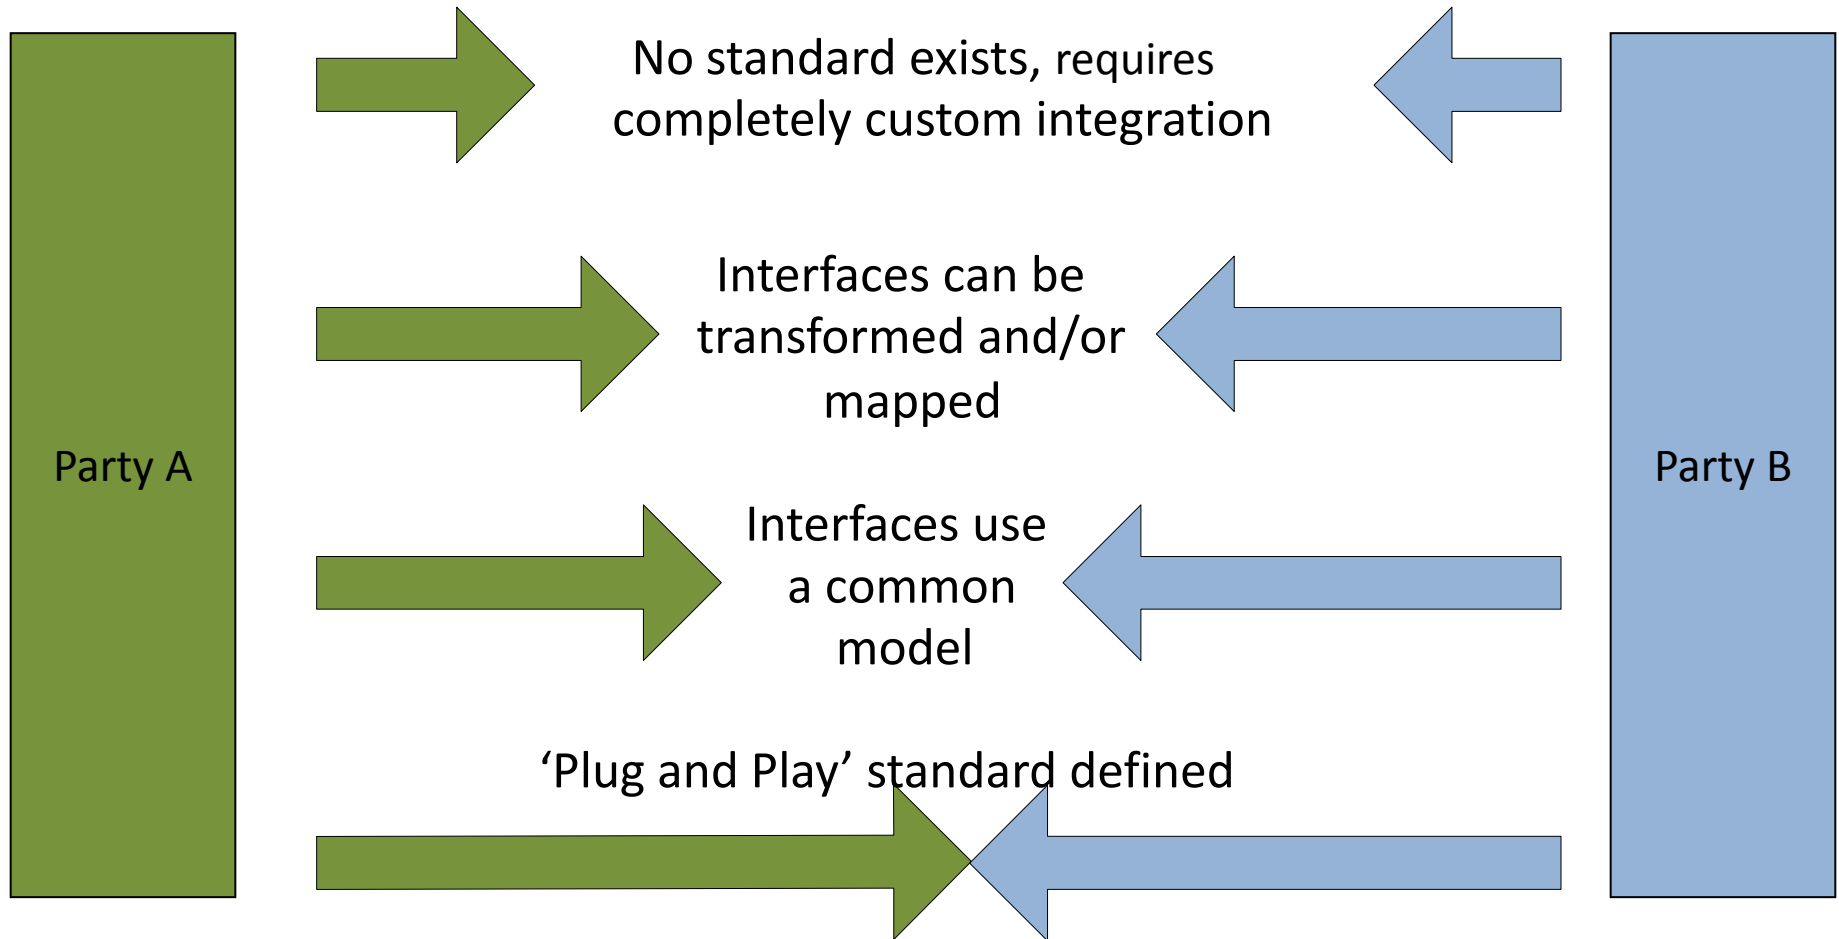 No standard exists, requires
completely custom integration
Interfaces can be
transformed and/or
mapped
Party A
Party B
Interfaces use
a common
model
‘Plug and Play’ standard defined